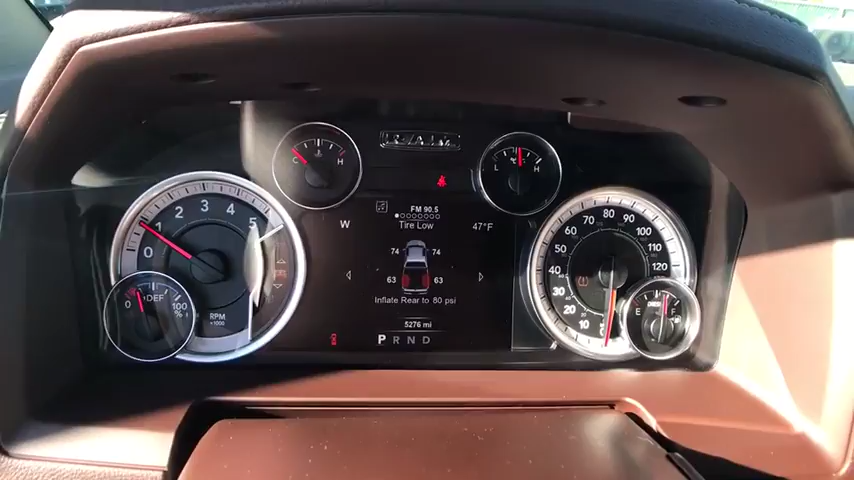 RAM
C H
L °F H
FM 90.5
W Tire Low 47°F
74 74
63 63
Inflate Rear to 80 psi
5276 mi
P R N D
0 1 2 3 4 5
RPM
x1000
0 DEF 100
%
10 20 30 40 50 60 70 80 90 100 110 120
E F
DIESEL